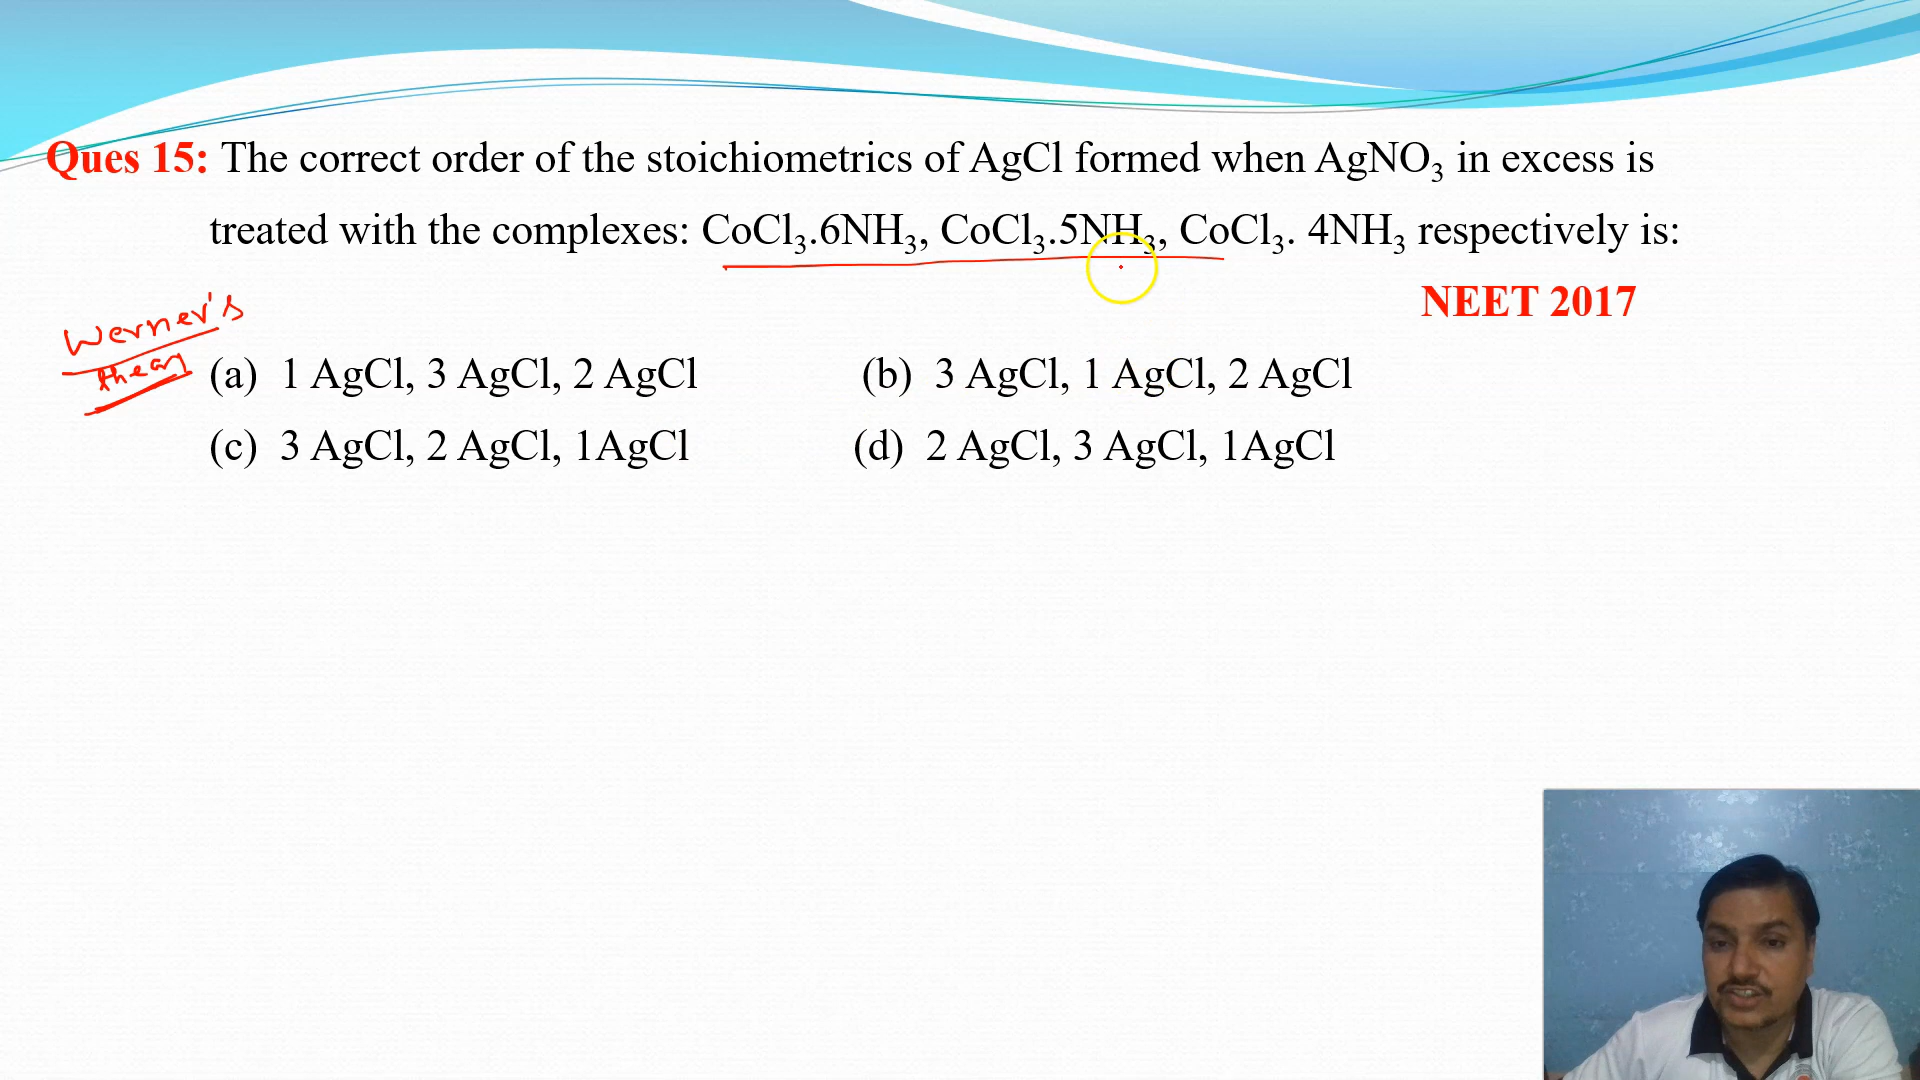 Ques 15: The correct order of the stoichiometrics of AgCl formed when AgNO₃ in excess is
treated with the complexes: CoCl₃.6NH₃, CoCl₃.5NH₃, CoCl₃. 4NH₃ respectively is:
NEET 2017
Werner's
theory
(a) 1 AgCl, 3 AgCl, 2 AgCl (b) 3 AgCl, 1 AgCl, 2 AgCl
(c) 3 AgCl, 2 AgCl, 1AgCl (d) 2 AgCl, 3 AgCl, 1AgCl